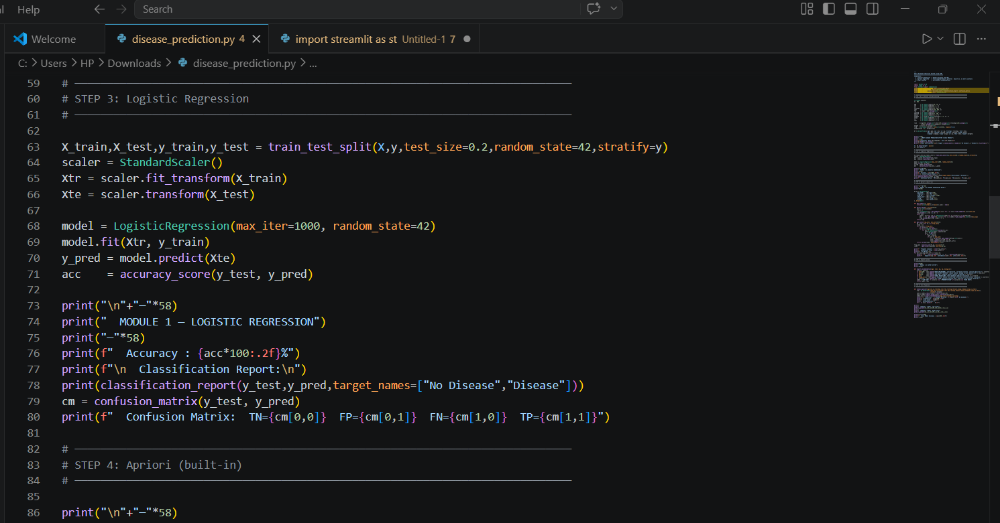 Help
Search
Welcome
disease_prediction.py 4
import streamlit as st Untitled-1 7
C: > Users > HP > Downloads > disease_prediction.py > ...
59 # ──────────────────────────────────────────────
60 # STEP 3: Logistic Regression
61 # ──────────────────────────────────────────────
62
63 X_train,X_test,y_train,y_test = train_test_split(X,y,test_size=0.2,random_state=42,stratify=y)
64 scaler = StandardScaler()
65 Xtr = scaler.fit_transform(X_train)
66 Xte = scaler.transform(X_test)
67
68 model = LogisticRegression(max_iter=1000, random_state=42)
69 model.fit(Xtr, y_train)
70 y_pred = model.predict(Xte)
71 acc    = accuracy_score(y_test, y_pred)
72
73 print("\n"+"─"*58)
74 print("  MODULE 1 — LOGISTIC REGRESSION")
75 print("─"*58)
76 print(f"  Accuracy : {acc*100:.2f}%")
77 print(f"\n  Classification Report:\n")
78 print(classification_report(y_test,y_pred,target_names=["No Disease","Disease"]))
79 cm = confusion_matrix(y_test, y_pred)
80 print(f"  Confusion Matrix:  TN={cm[0,0]}  FP={cm[0,1]}  FN={cm[1,0]}  TP={cm[1,1]}")
81
82 # ──────────────────────────────────────────────
83 # STEP 4: Apriori (built-in)
84 # ──────────────────────────────────────────────
85
86 print("\n"+"─"*58)